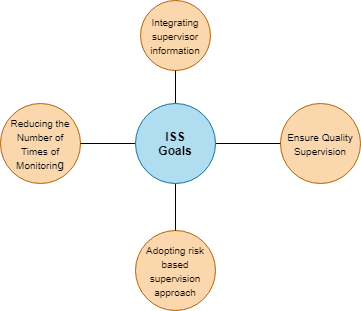 Integrating
supervisor
information
Reducing the
Number of
Times of
Monitoring
ISS
Goals
Ensure Quality
Supervision
Adopting risk
based
supervision
approach